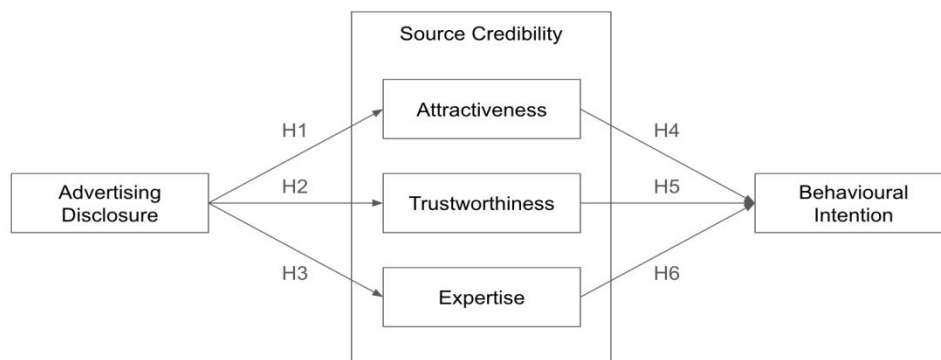 Source Credibility
Attractiveness
H1
H4
Advertising
Disclosure
H2
Trustworthiness
H5
Behavioural
Intention
H3
Expertise
H6